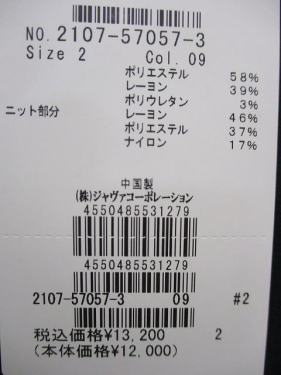 NO. 2107-57057-3
Size 2 Col. 09
ポリエステル 58%
レーヨン 39%
ポリウレタン 3%
ニット部分 レーヨン 46%
ポリエステル 37%
ナイロン 17%
中国製
(株)ジャヴァコーポレーション
4550485531279
4550485531279
2107-57057-3 09 #2
税込価格¥13,200 2
(本体価格¥12,000)